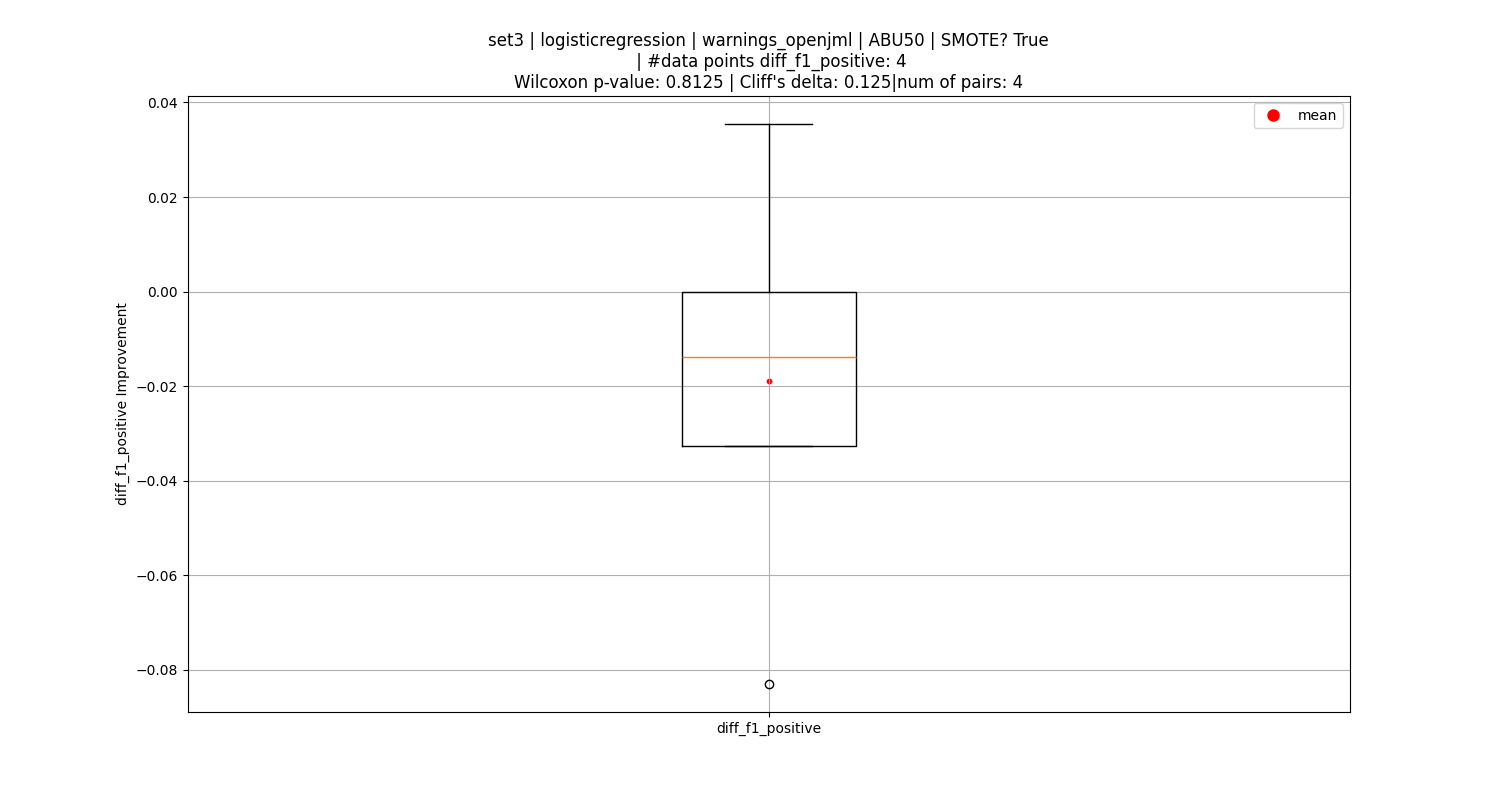 set3 | logisticregression | warnings_openjml | ABU50 | SMOTE? True
| #data points diff_f1_positive: 4
Wilcoxon p-value: 0.8125 | Cliff's delta: 0.125|num of pairs: 4
mean
0.04
0.02
0.00
−0.02
−0.04
−0.06
−0.08
diff_f1_positive Improvement
diff_f1_positive